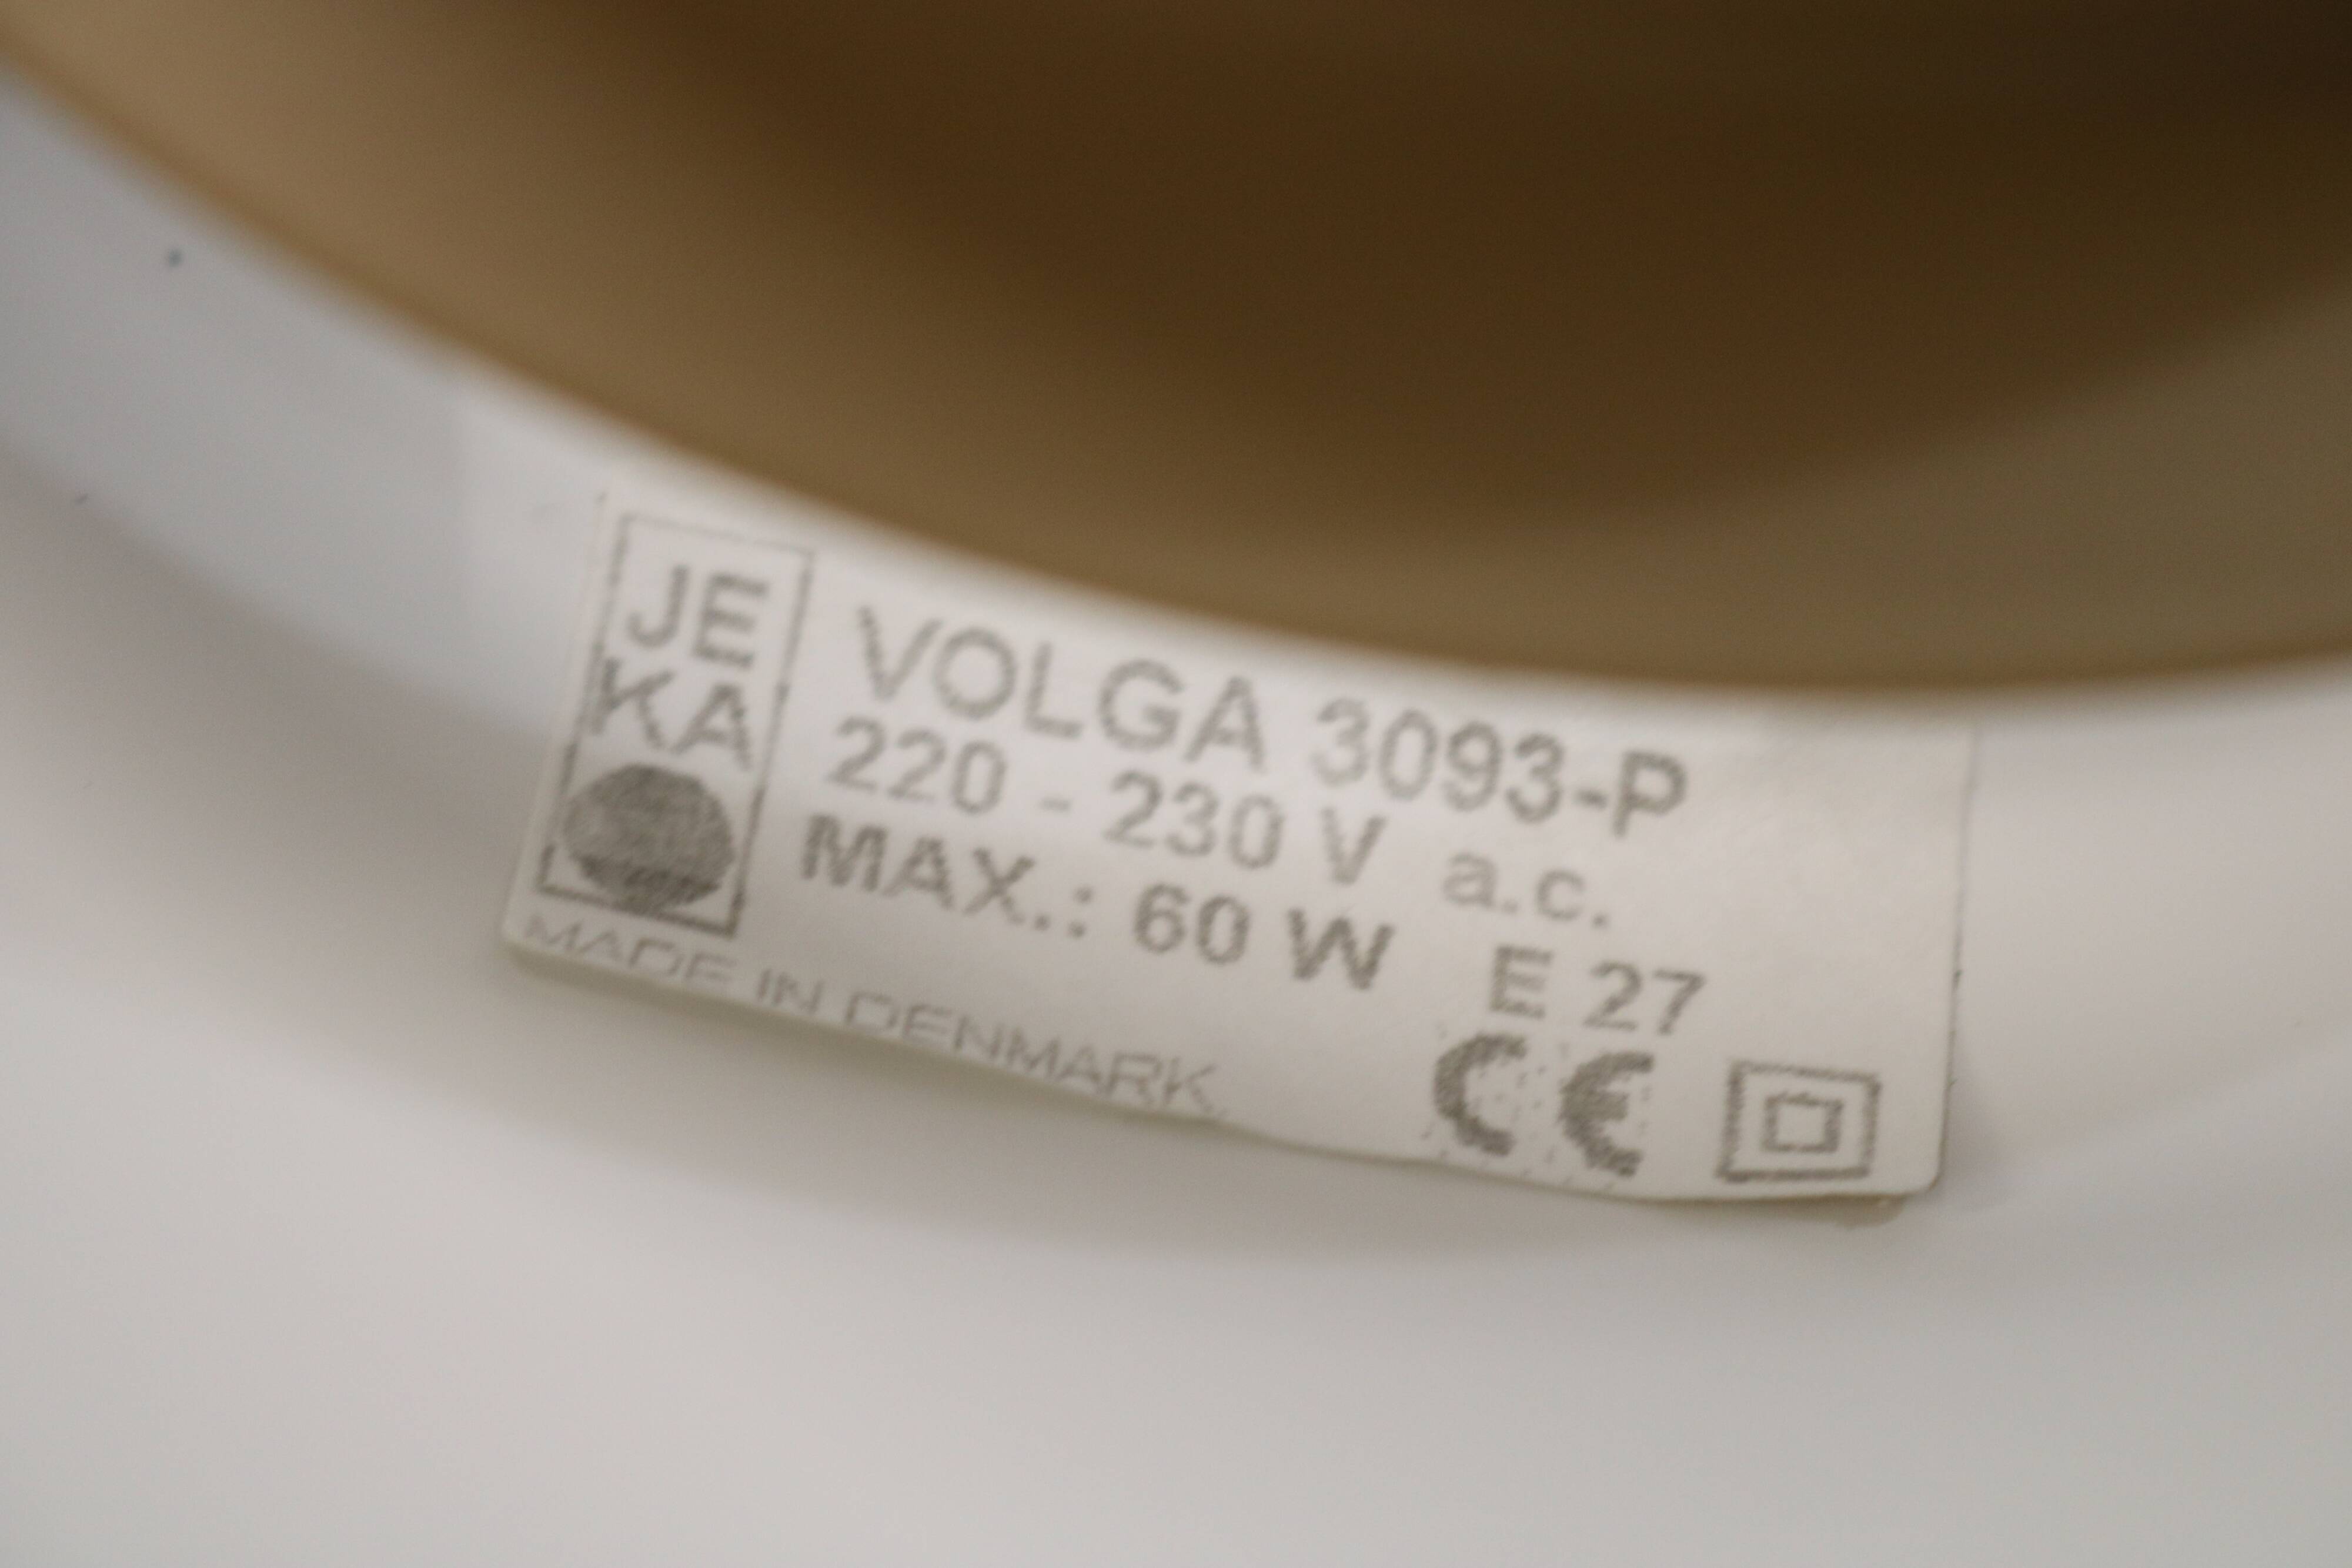 JE
KA
VOLGA 3093-P
220 - 230 V a.c.
MAX.: 60 W E 27
MADE IN DENMARK.
CE